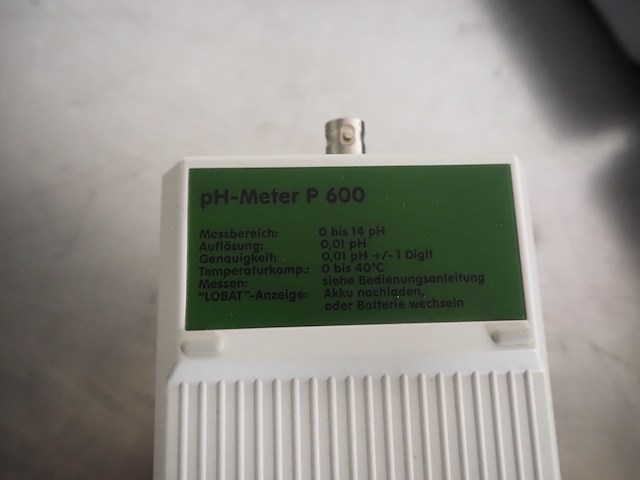 pH-Meter P 600
Messbereich: 0 bis 14 pH
Auflösung: 0,01 pH
Genauigkeit: 0,01 pH +/- 1 Digit
Temperaturkomp.: 0 bis 40°C
Messen: siehe Bedienungsanleitung
"LOBAT"-Anzeige: Akku nachladen,
oder Batterie wechseln